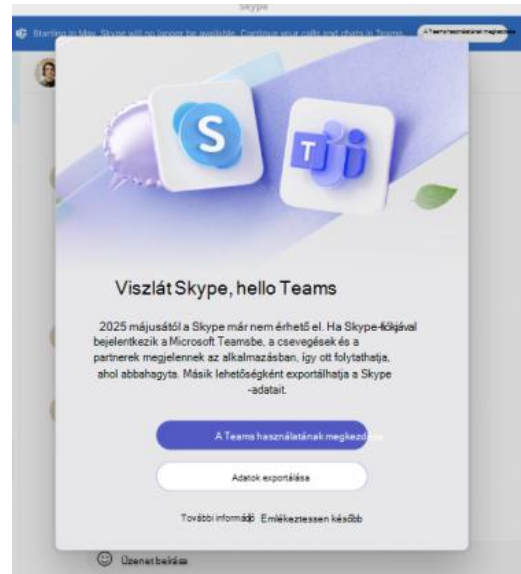 Skype
Starting in May, Skype will no longer be available. Continue your calls and chats in Teams.
A Teams használatának megkezdése
S
T
Viszlát Skype, hello Teams
2025 májusától a Skype már nem érhető el. Ha Skype-fiókjával
bejelentkezik a Microsoft Teamsbe, a csevegések és a
partnerek megjelennek az alkalmazásban, így ott folytathatja,
ahol abbahagyta. Másik lehetőségként exportálhatja a Skype
-adatait.
A Teams használatának megkezdése
Adatok exportálása
További információ Emlékeztessen később
Üzenet beírása